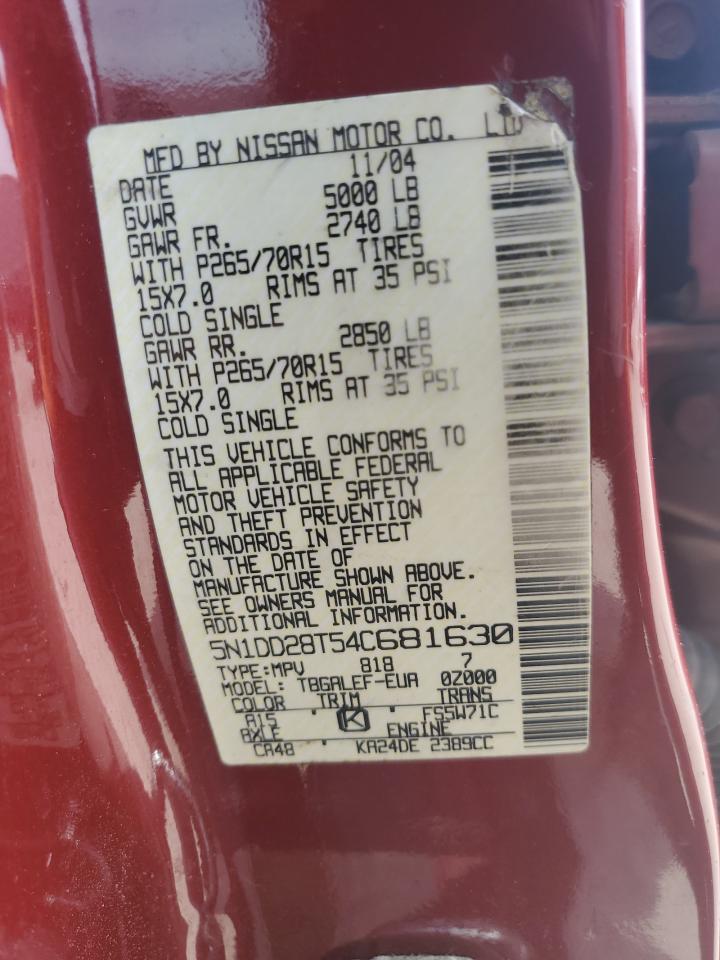 MFD BY NISSAN MOTOR CO. LTD
DATE 11/04
GVWR 5000 LB
GAWR FR. 2740 LB
WITH P265/70R15 TIRES
15X7.0 RIMS AT 35 PSI
COLD SINGLE
GAWR RR. 2850 LB
WITH P265/70R15 TIRES
15X7.0 RIMS AT 35 PSI
COLD SINGLE
THIS VEHICLE CONFORMS TO
ALL APPLICABLE FEDERAL
MOTOR VEHICLE SAFETY
AND THEFT PREVENTION
STANDARDS IN EFFECT
ON THE DATE OF
MANUFACTURE SHOWN ABOVE.
SEE OWNERS MANUAL FOR
ADDITIONAL INFORMATION.
5N1DD28T54C681630
TYPE:MPV 818 7
MODEL: TBGALEF-EUA 0Z000
COLOR TRIM TRANS
A15 K FS5W71C
AXLE ENGINE
CA48 KA24DE 2389CC